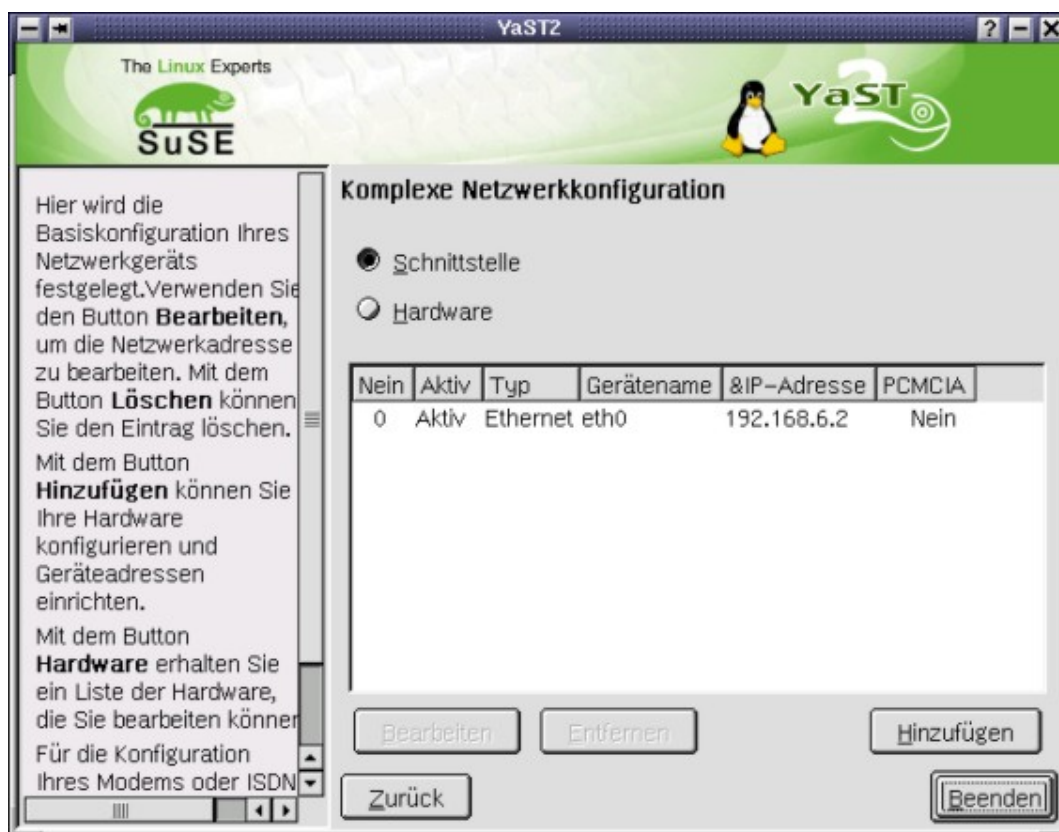 YaST2
The Linux Experts
SuSE
YaST
2
Hier wird die
Basiskonfiguration Ihres
Netzwerkgeräts
festgelegt.Verwenden Sie
den Button Bearbeiten,
um die Netzwerkadresse
zu bearbeiten. Mit dem
Button Löschen können
Sie den Eintrag löschen.
Mit dem Button
Hinzufügen können Sie
Ihre Hardware
konfigurieren und
Geräteadressen
einrichten.
Mit dem Button
Hardware erhalten Sie
ein Liste der Hardware,
die Sie bearbeiten können
Für die Konfiguration
Ihres Modems oder ISDN
Komplexe Netzwerkkonfiguration
Schnittstelle
Hardware
Nein Aktiv Typ Gerätename &IP-Adresse PCMCIA
0 Aktiv Ethernet eth0 192.168.6.2 Nein
Bearbeiten Entfernen Hinzufügen
Zurück Beenden